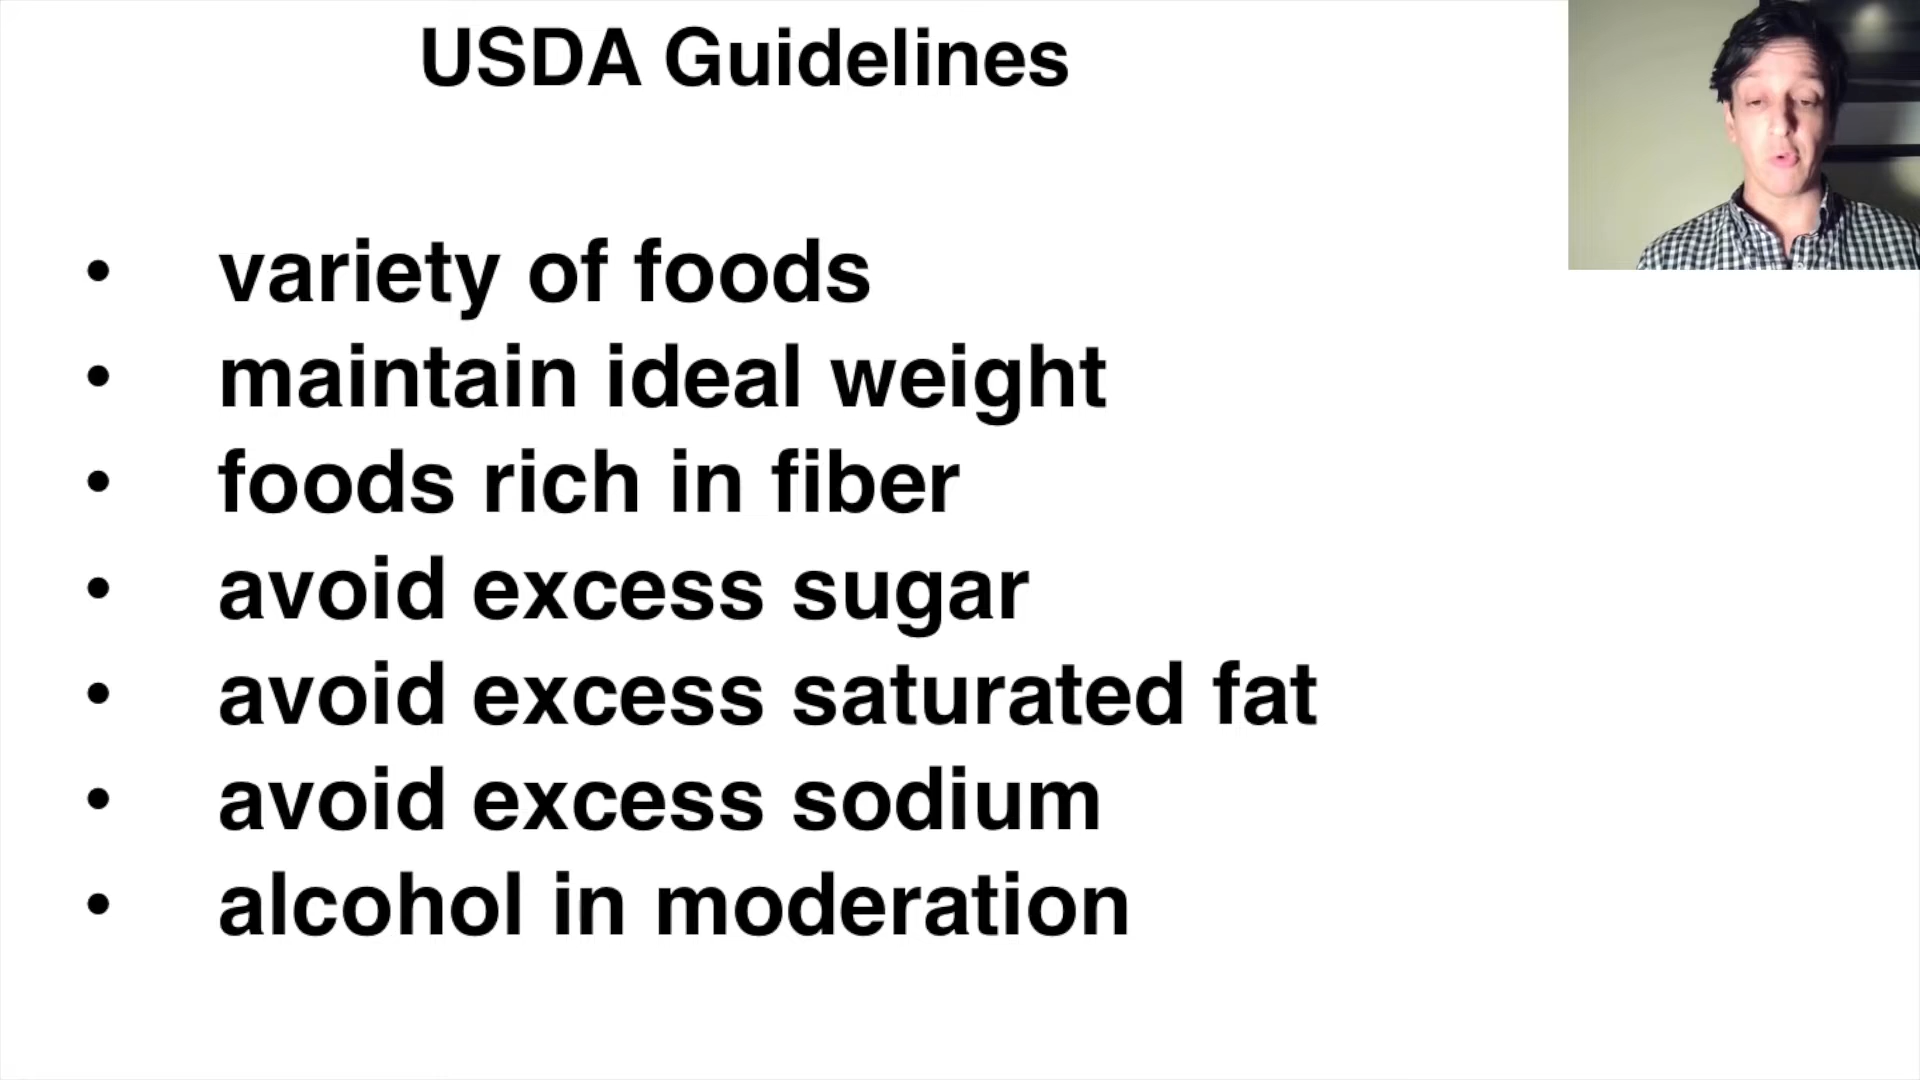 USDA Guidelines
• variety of foods
• maintain ideal weight
• foods rich in fiber
• avoid excess sugar
• avoid excess saturated fat
• avoid excess sodium
• alcohol in moderation